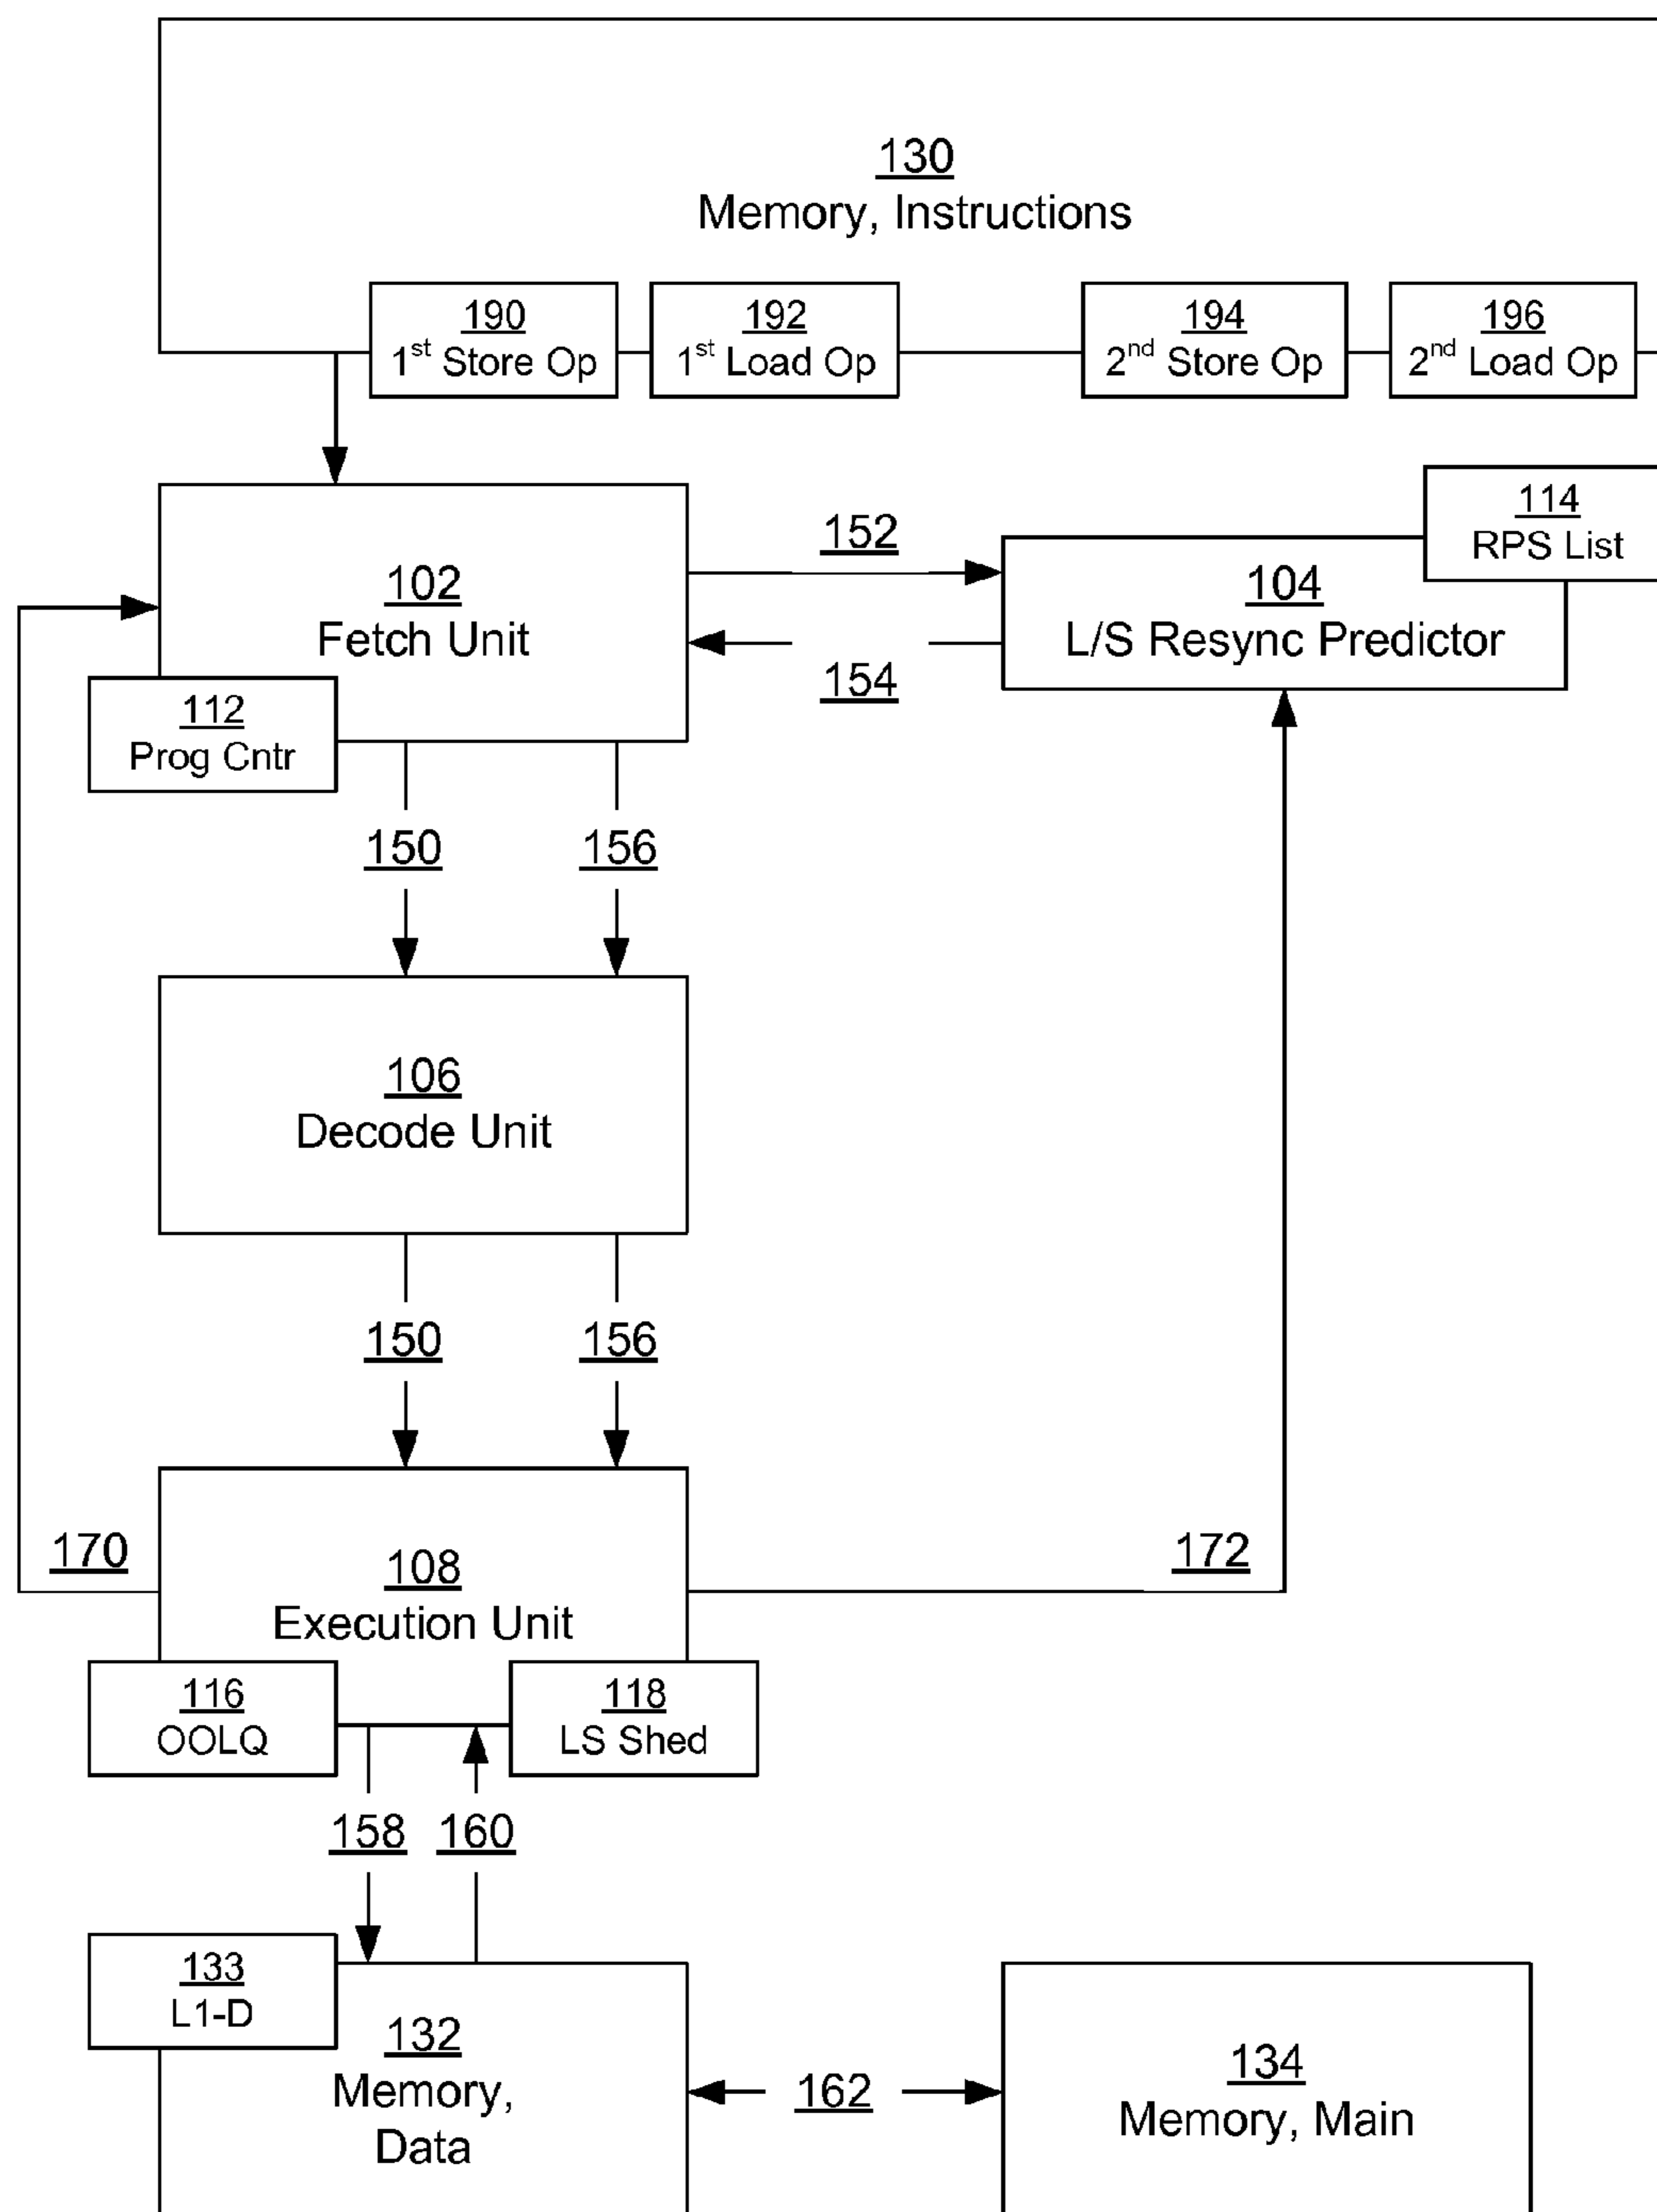 130
Memory, Instructions
190
1st Store Op
192
1st Load Op
194
2nd Store Op
196
2nd Load Op
114
RPS List
152
102
Fetch Unit
104
L/S Resync Predictor
154
112
Prog Cntr
150
156
106
Decode Unit
150
156
170
108
Execution Unit
172
116
OOLQ
118
LS Shed
158
160
133
L1-D
132
Memory,
Data
162
134
Memory, Main